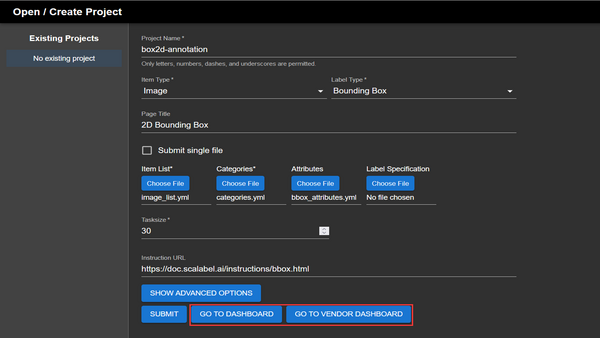 Open / Create Project
Existing Projects
No existing project
Project Name *
box2d-annotation
Only letters, numbers, dashes, and underscores are permitted.
Item Type * Label Type *
Image Bounding Box
Page Title
2D Bounding Box
Submit single file
Item List* Categories* Attributes Label Specification
Choose File Choose File Choose File Choose File
image_list.yml categories.yml bbox_attributes.yml No file chosen
Tasksize *
30
Instruction URL
https://doc.scalabel.ai/instructions/bbox.html
SHOW ADVANCED OPTIONS
SUBMIT GO TO DASHBOARD GO TO VENDOR DASHBOARD